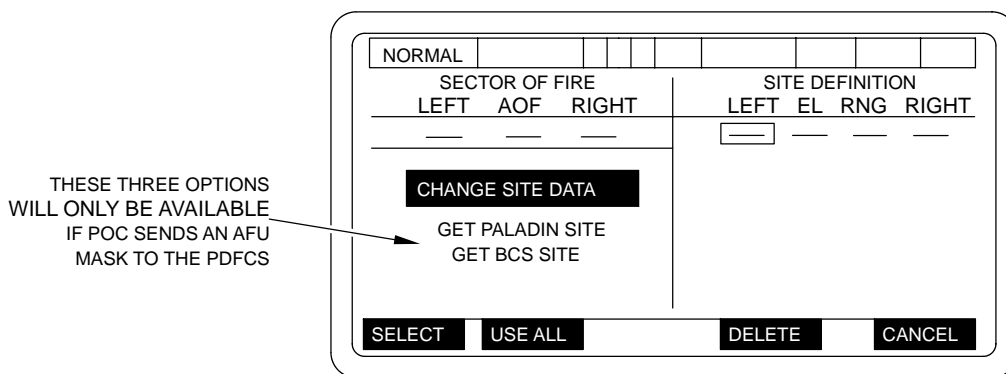 NORMAL
SECTOR OF FIRE
LEFT AOF RIGHT
SITE DEFINITION
LEFT EL RNG RIGHT
CHANGE SITE DATA
GET PALADIN SITE
GET BCS SITE
THESE THREE OPTIONS
WILL ONLY BE AVAILABLE
IF POC SENDS AN AFU
MASK TO THE PDFCS
SELECT USE ALL DELETE CANCEL